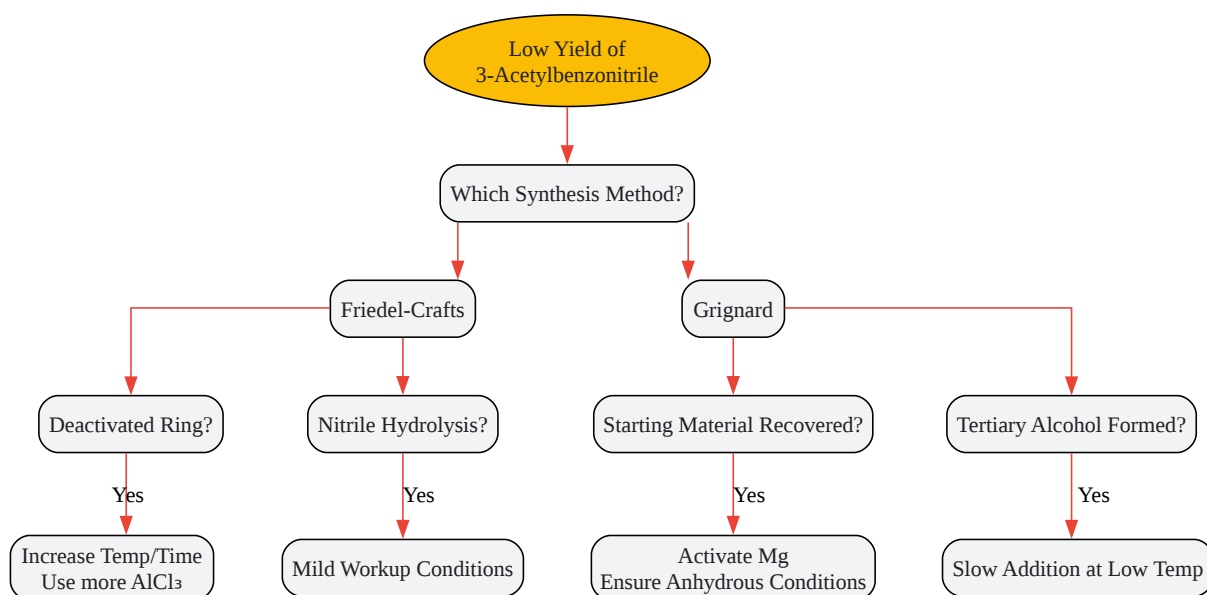 Low Yield of
3-Acetylbenzonitrile
Which Synthesis Method?
Friedel-Crafts
Grignard
Deactivated Ring?
Nitrile Hydrolysis?
Starting Material Recovered?
Tertiary Alcohol Formed?
Yes
Yes
Yes
Yes
Increase Temp/Time
Use more AlCl₃
Mild Workup Conditions
Activate Mg
Ensure Anhydrous Conditions
Slow Addition at Low Temp